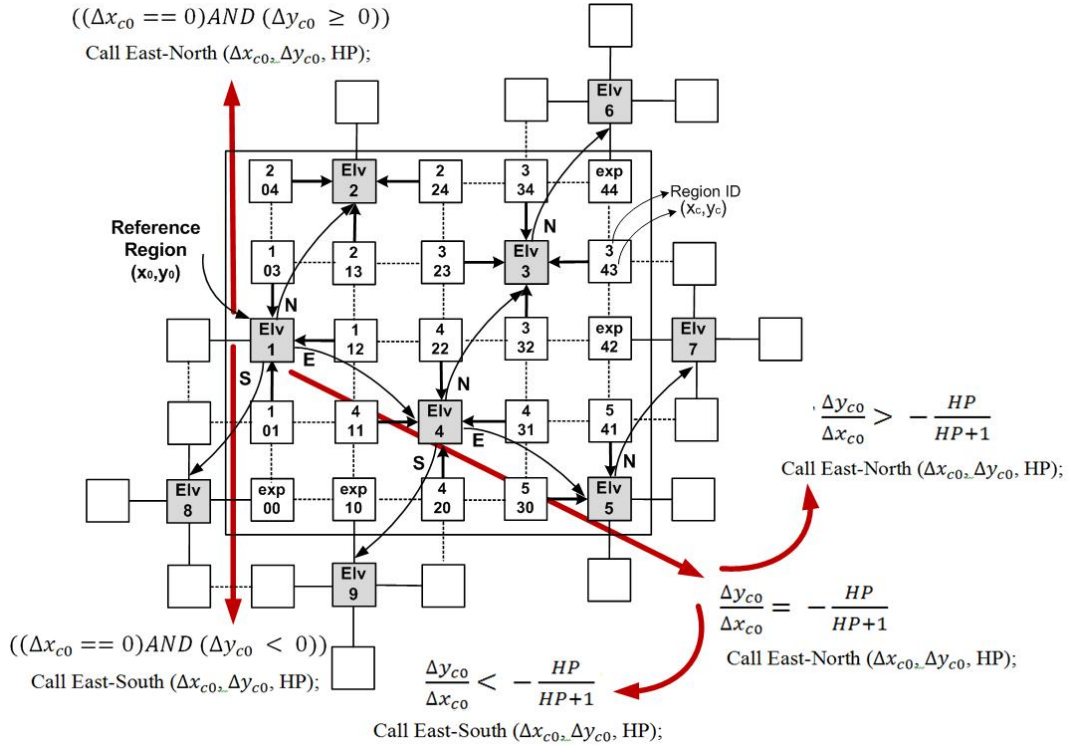 ((Δx_c0 == 0)AND (Δy_c0 ≥ 0))
Call East-North (Δx_c0, Δy_c0, HP);
Elv
6
2
04
Elv
2
2
24
3
34
exp
44
Region ID
(x_c,y_c)
Reference
Region
(x₀,y₀)
1
03
2
13
3
23
Elv
3
3
43
N
N
Elv
1
1
12
4
22
3
32
exp
42
Elv
7
E
S
N
1
01
4
11
Elv
4
4
31
5
41
E
S
N
Elv
8
exp
00
exp
10
4
20
5
30
Elv
5
Elv
9
Δy_c0/Δx_c0 > − HP/HP+1
Call East-North (Δx_c0, Δy_c0, HP);
Δy_c0/Δx_c0 = − HP/HP+1
Call East-North (Δx_c0, Δy_c0, HP);
((Δx_c0 == 0)AND (Δy_c0 < 0))
Call East-South (Δx_c0, Δy_c0, HP);
Δy_c0/Δx_c0 < − HP/HP+1
Call East-South (Δx_c0, Δy_c0, HP);